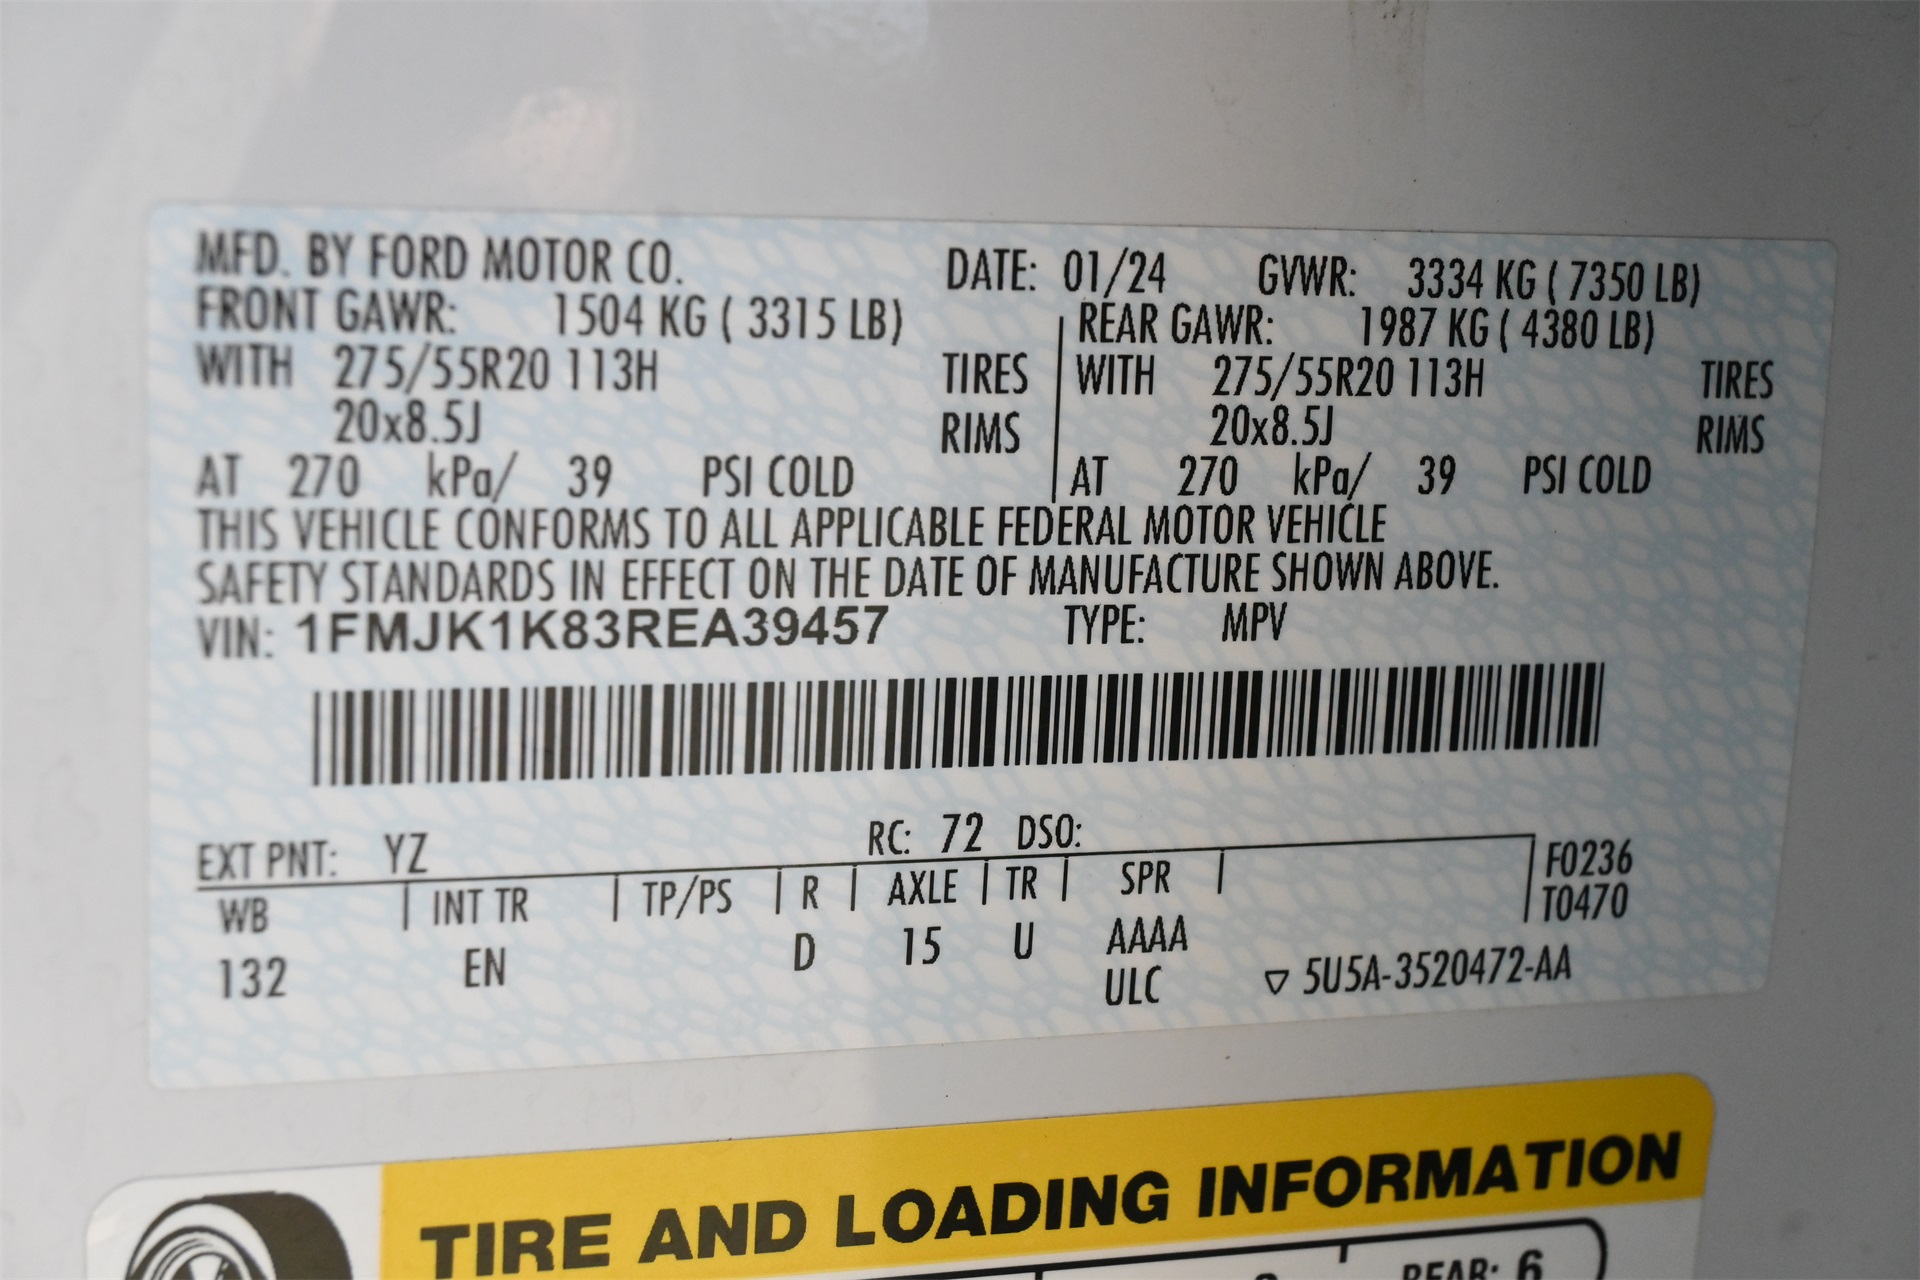 MFD. BY FORD MOTOR CO. DATE: 01/24 GVWR: 3334 KG ( 7350 LB)
FRONT GAWR: 1504 KG ( 3315 LB) REAR GAWR: 1987 KG ( 4380 LB)
WITH 275/55R20 113H TIRES WITH 275/55R20 113H TIRES
20x8.5J RIMS 20x8.5J RIMS
AT 270 kPa/ 39 PSI COLD AT 270 kPa/ 39 PSI COLD
THIS VEHICLE CONFORMS TO ALL APPLICABLE FEDERAL MOTOR VEHICLE
SAFETY STANDARDS IN EFFECT ON THE DATE OF MANUFACTURE SHOWN ABOVE.
VIN: 1FMJK1K83REA39457 TYPE: MPV
EXT PNT: YZ RC: 72 DSO:
WB INT TR TP/PS R AXLE TR SPR F0236
T0470
132 EN D 15 U AAAA
ULC ▽ 5U5A-3520472-AA
TIRE AND LOADING INFORMATION
REAR: 6